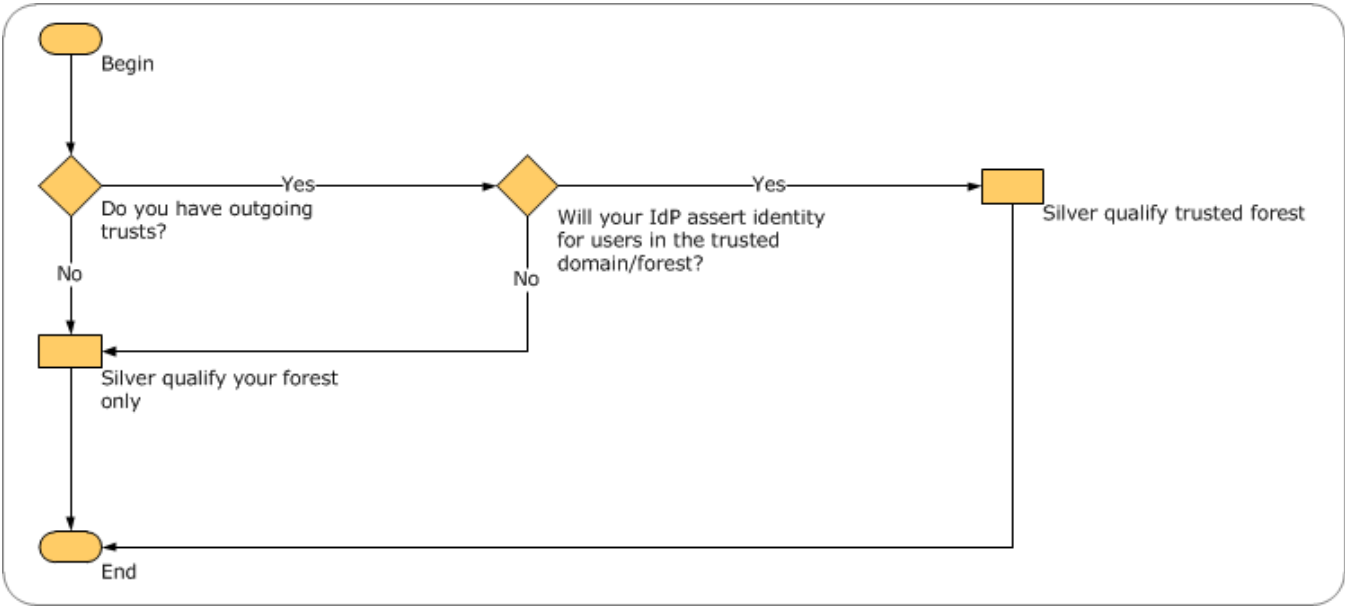 Begin
Yes
Yes
Do you have outgoing
trusts?
Will your IdP assert identity
for users in the trusted
domain/forest?
Silver qualify trusted forest
No
No
Silver qualify your forest
only
End